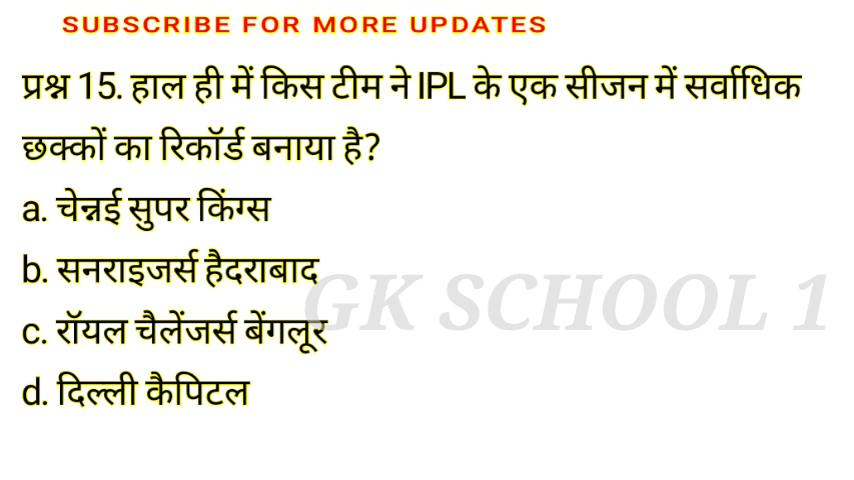 SUBSCRIBE FOR MORE UPDATES
प्रश्न 15. हाल ही में किस टीम ने IPL के एक सीजन में सर्वाधिक
छक्कों का रिकॉर्ड बनाया है?
a. चेन्नई सुपर किंग्स
b. सनराइजर्स हैदराबाद
GK SCHOOL 1
c. रॉयल चैलेंजर्स बेंगलूर
d. दिल्ली कैपिटल